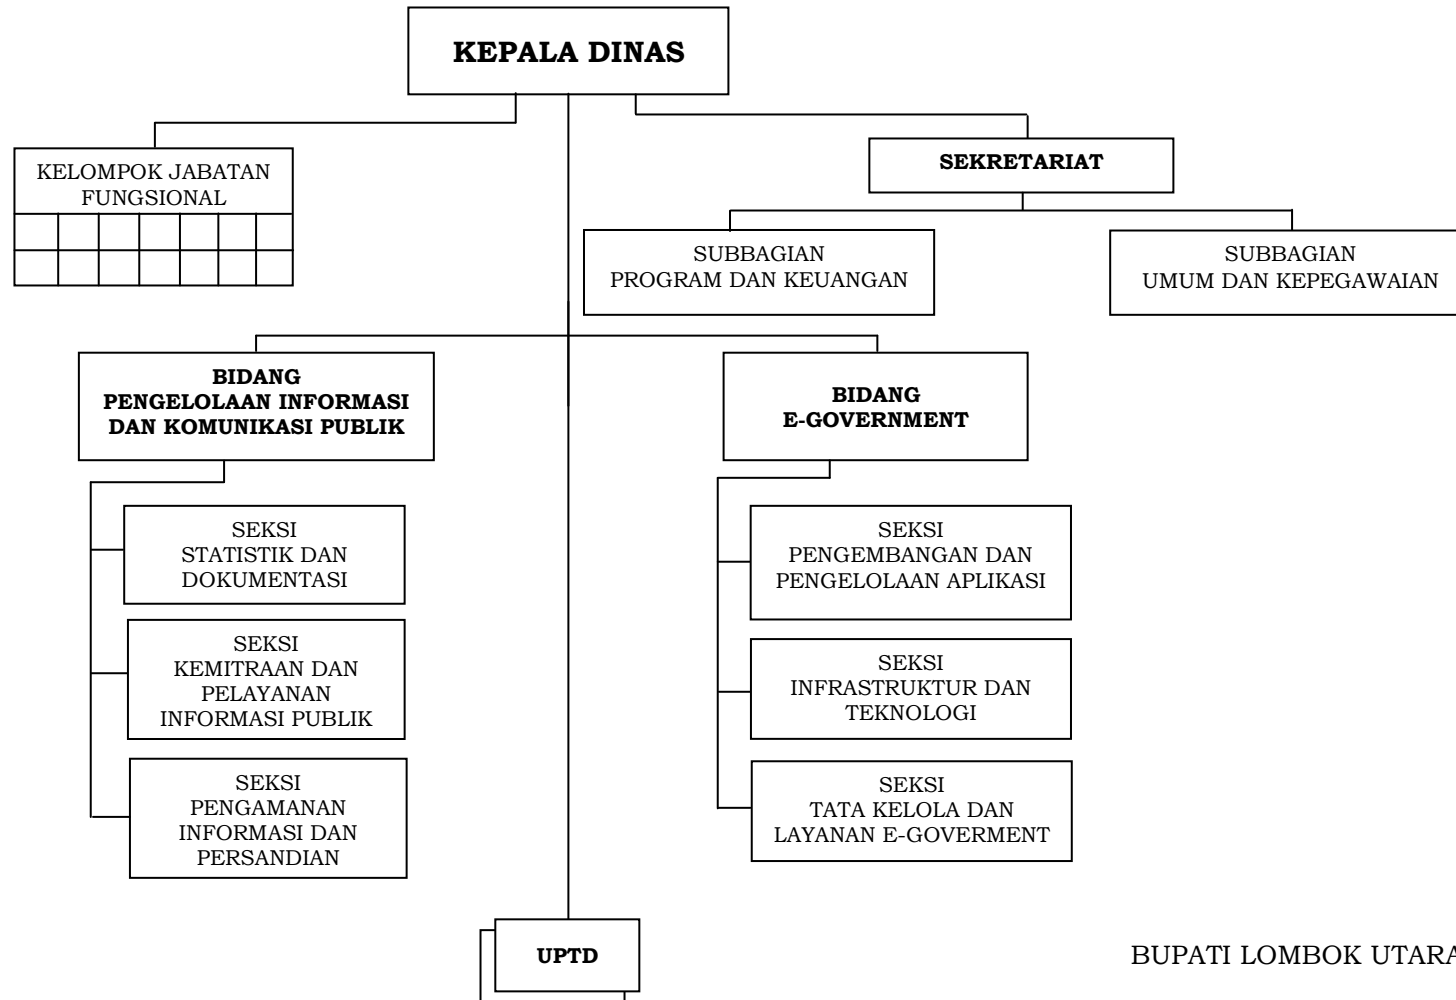 KEPALA DINAS
KELOMPOK JABATAN
FUNGSIONAL
SEKRETARIAT
SUBBAGIAN
PROGRAM DAN KEUANGAN
SUBBAGIAN
UMUM DAN KEPEGAWAIAN
BIDANG
PENGELOLAAN INFORMASI
DAN KOMUNIKASI PUBLIK
BIDANG
E-GOVERNMENT
SEKSI
STATISTIK DAN
DOKUMENTASI
SEKSI
KEMITRAAN DAN
PELAYANAN
INFORMASI PUBLIK
SEKSI
PENGAMANAN
INFORMASI DAN
PERSANDIAN
SEKSI
PENGEMBANGAN DAN
PENGELOLAAN APLIKASI
SEKSI
INFRASTRUKTUR DAN
TEKNOLOGI
SEKSI
TATA KELOLA DAN
LAYANAN E-GOVERMENT
UPTD
BUPATI LOMBOK UTARA